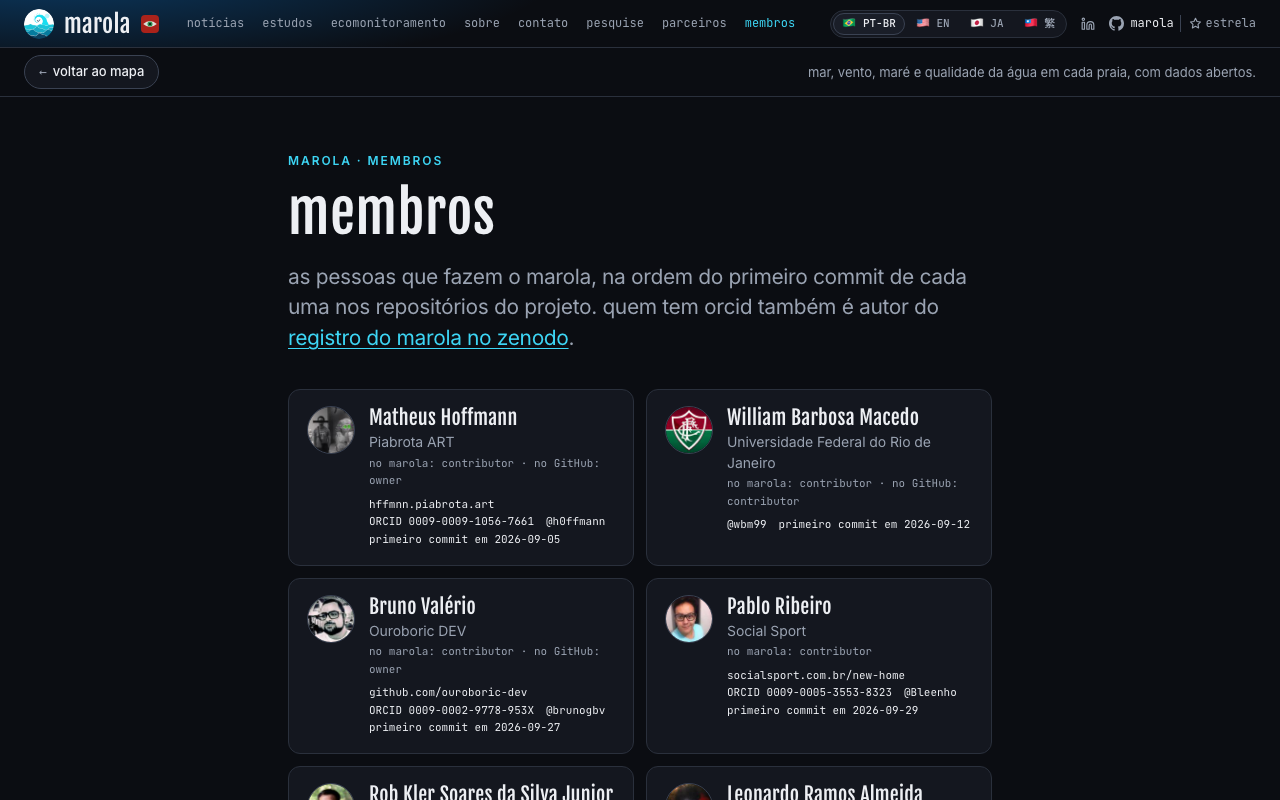 marola
notícias estudos ecomonitoramento sobre contato pesquise parceiros membros
PT-BR EN JA 繁 marola estrela
← voltar ao mapa
mar, vento, maré e qualidade da água em cada praia, com dados abertos.
MAROLA · MEMBROS
membros
as pessoas que fazem o marola, na ordem do primeiro commit de cada
uma nos repositórios do projeto. quem tem orcid também é autor do
registro do marola no zenodo.
Matheus Hoffmann
Piabrota ART
no marola: contributor · no GitHub:
owner
hffmnn.piabrota.art
ORCID 0009-0009-1056-7661 @h0ffmann
primeiro commit em 2026-09-05
William Barbosa Macedo
Universidade Federal do Rio de
Janeiro
no marola: contributor · no GitHub:
contributor
@wbm99 primeiro commit em 2026-09-12
Bruno Valério
Ouroboric DEV
no marola: contributor · no GitHub:
owner
github.com/ouroboric-dev
ORCID 0009-0002-9778-953X @brunogbv
primeiro commit em 2026-09-27
Pablo Ribeiro
Social Sport
no marola: contributor
socialsport.com.br/new-home
ORCID 0009-0005-3553-8323 @Bleenho
primeiro commit em 2026-09-29
Rob Kler Soares da Silva Junior
Leonardo Ramos Almeida